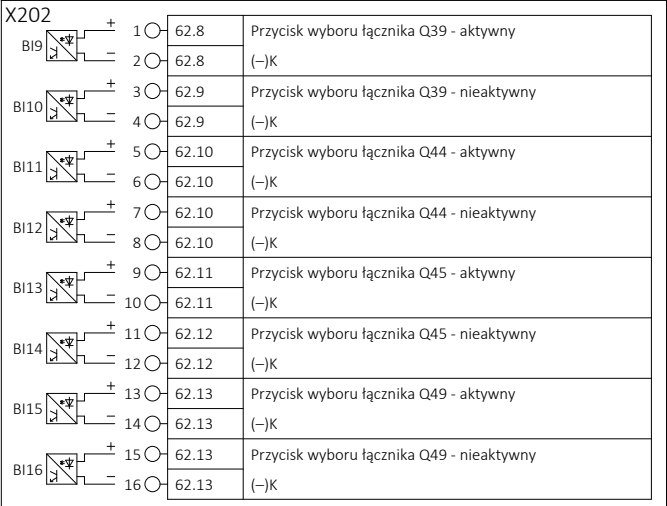 X202
BI9 + 1 62.8 Przycisk wyboru łącznika Q39 - aktywny
− 2 62.8 (−)K
BI10 + 3 62.9 Przycisk wyboru łącznika Q39 - nieaktywny
− 4 62.9 (−)K
BI11 + 5 62.10 Przycisk wyboru łącznika Q44 - aktywny
− 6 62.10 (−)K
BI12 + 7 62.10 Przycisk wyboru łącznika Q44 - nieaktywny
− 8 62.10 (−)K
BI13 + 9 62.11 Przycisk wyboru łącznika Q45 - aktywny
− 10 62.11 (−)K
BI14 + 11 62.12 Przycisk wyboru łącznika Q45 - nieaktywny
− 12 62.12 (−)K
BI15 + 13 62.13 Przycisk wyboru łącznika Q49 - aktywny
− 14 62.13 (−)K
BI16 + 15 62.13 Przycisk wyboru łącznika Q49 - nieaktywny
− 16 62.13 (−)K